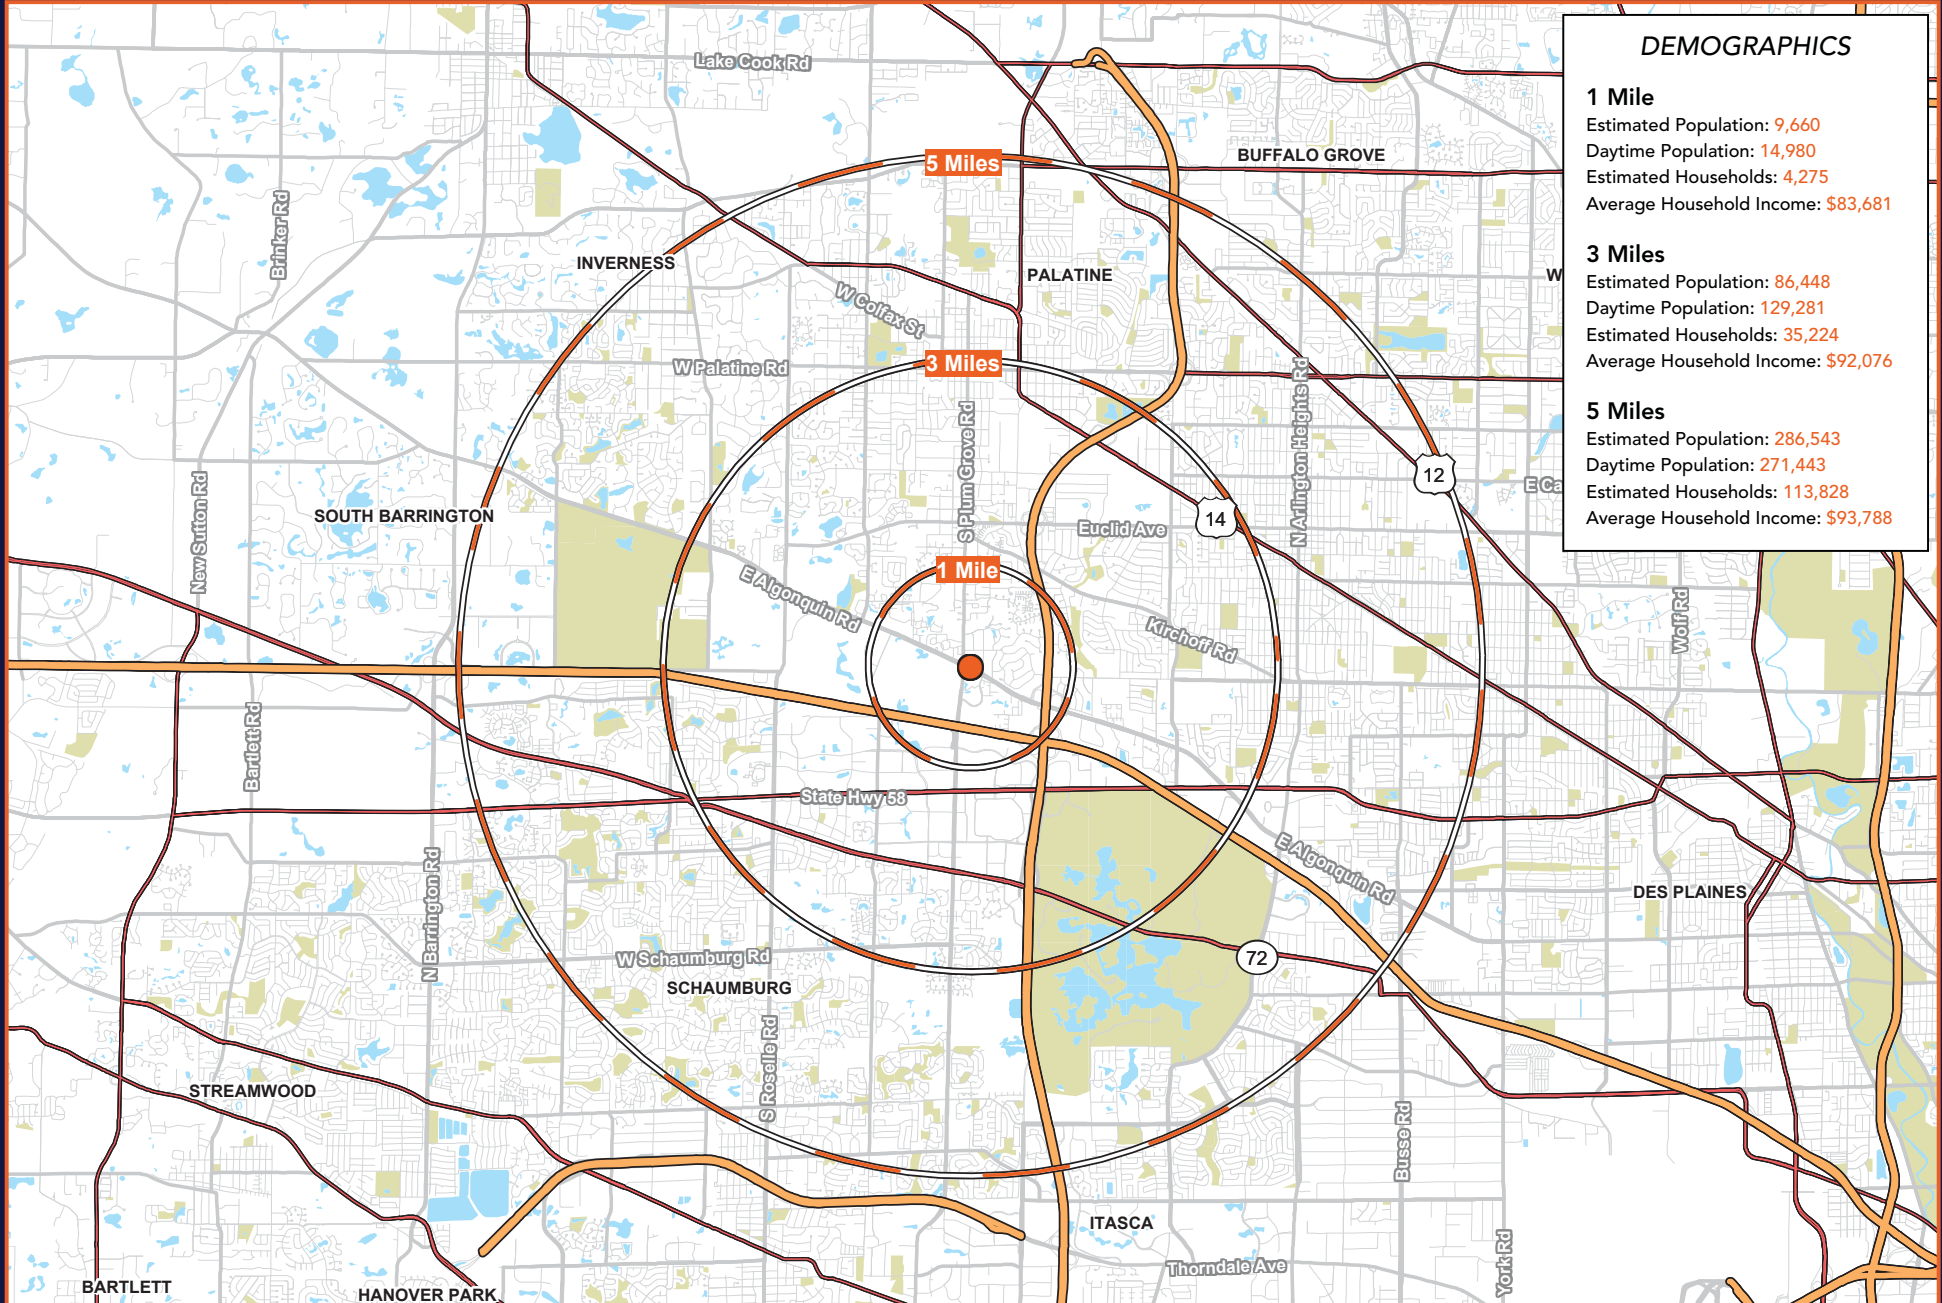 DEMOGRAPHICS
1 Mile
Estimated Population: 9,660
Daytime Population: 14,980
Estimated Households: 4,275
Average Household Income: $83,681
3 Miles
Estimated Population: 86,448
Daytime Population: 129,281
Estimated Households: 35,224
Average Household Income: $92,076
5 Miles
Estimated Population: 286,543
Daytime Population: 271,443
Estimated Households: 113,828
Average Household Income: $93,788
Lake Cook Rd
5 Miles
BUFFALO GROVE
Brinker Rd
INVERNESS
PALATINE
W
W Colfax St
W Palatine Rd
3 Miles
N Arlington Heights Rd
S Plum Grove Rd
12
E Ca
New Sutton Rd
SOUTH BARRINGTON
14
Euclid Ave
1 Mile
E Algonquin Rd
Kirchoff Rd
Wolf Rd
Bartlett Rd
State Hwy 58
E Algonquin Rd
DES PLAINES
N Barrington Rd
W Schaumburg Rd
72
SCHAUMBURG
S Roselle Rd
STREAMWOOD
Busse Rd
ITASCA
Thorndale Ave
York Rd
BARTLETT
HANOVER PARK